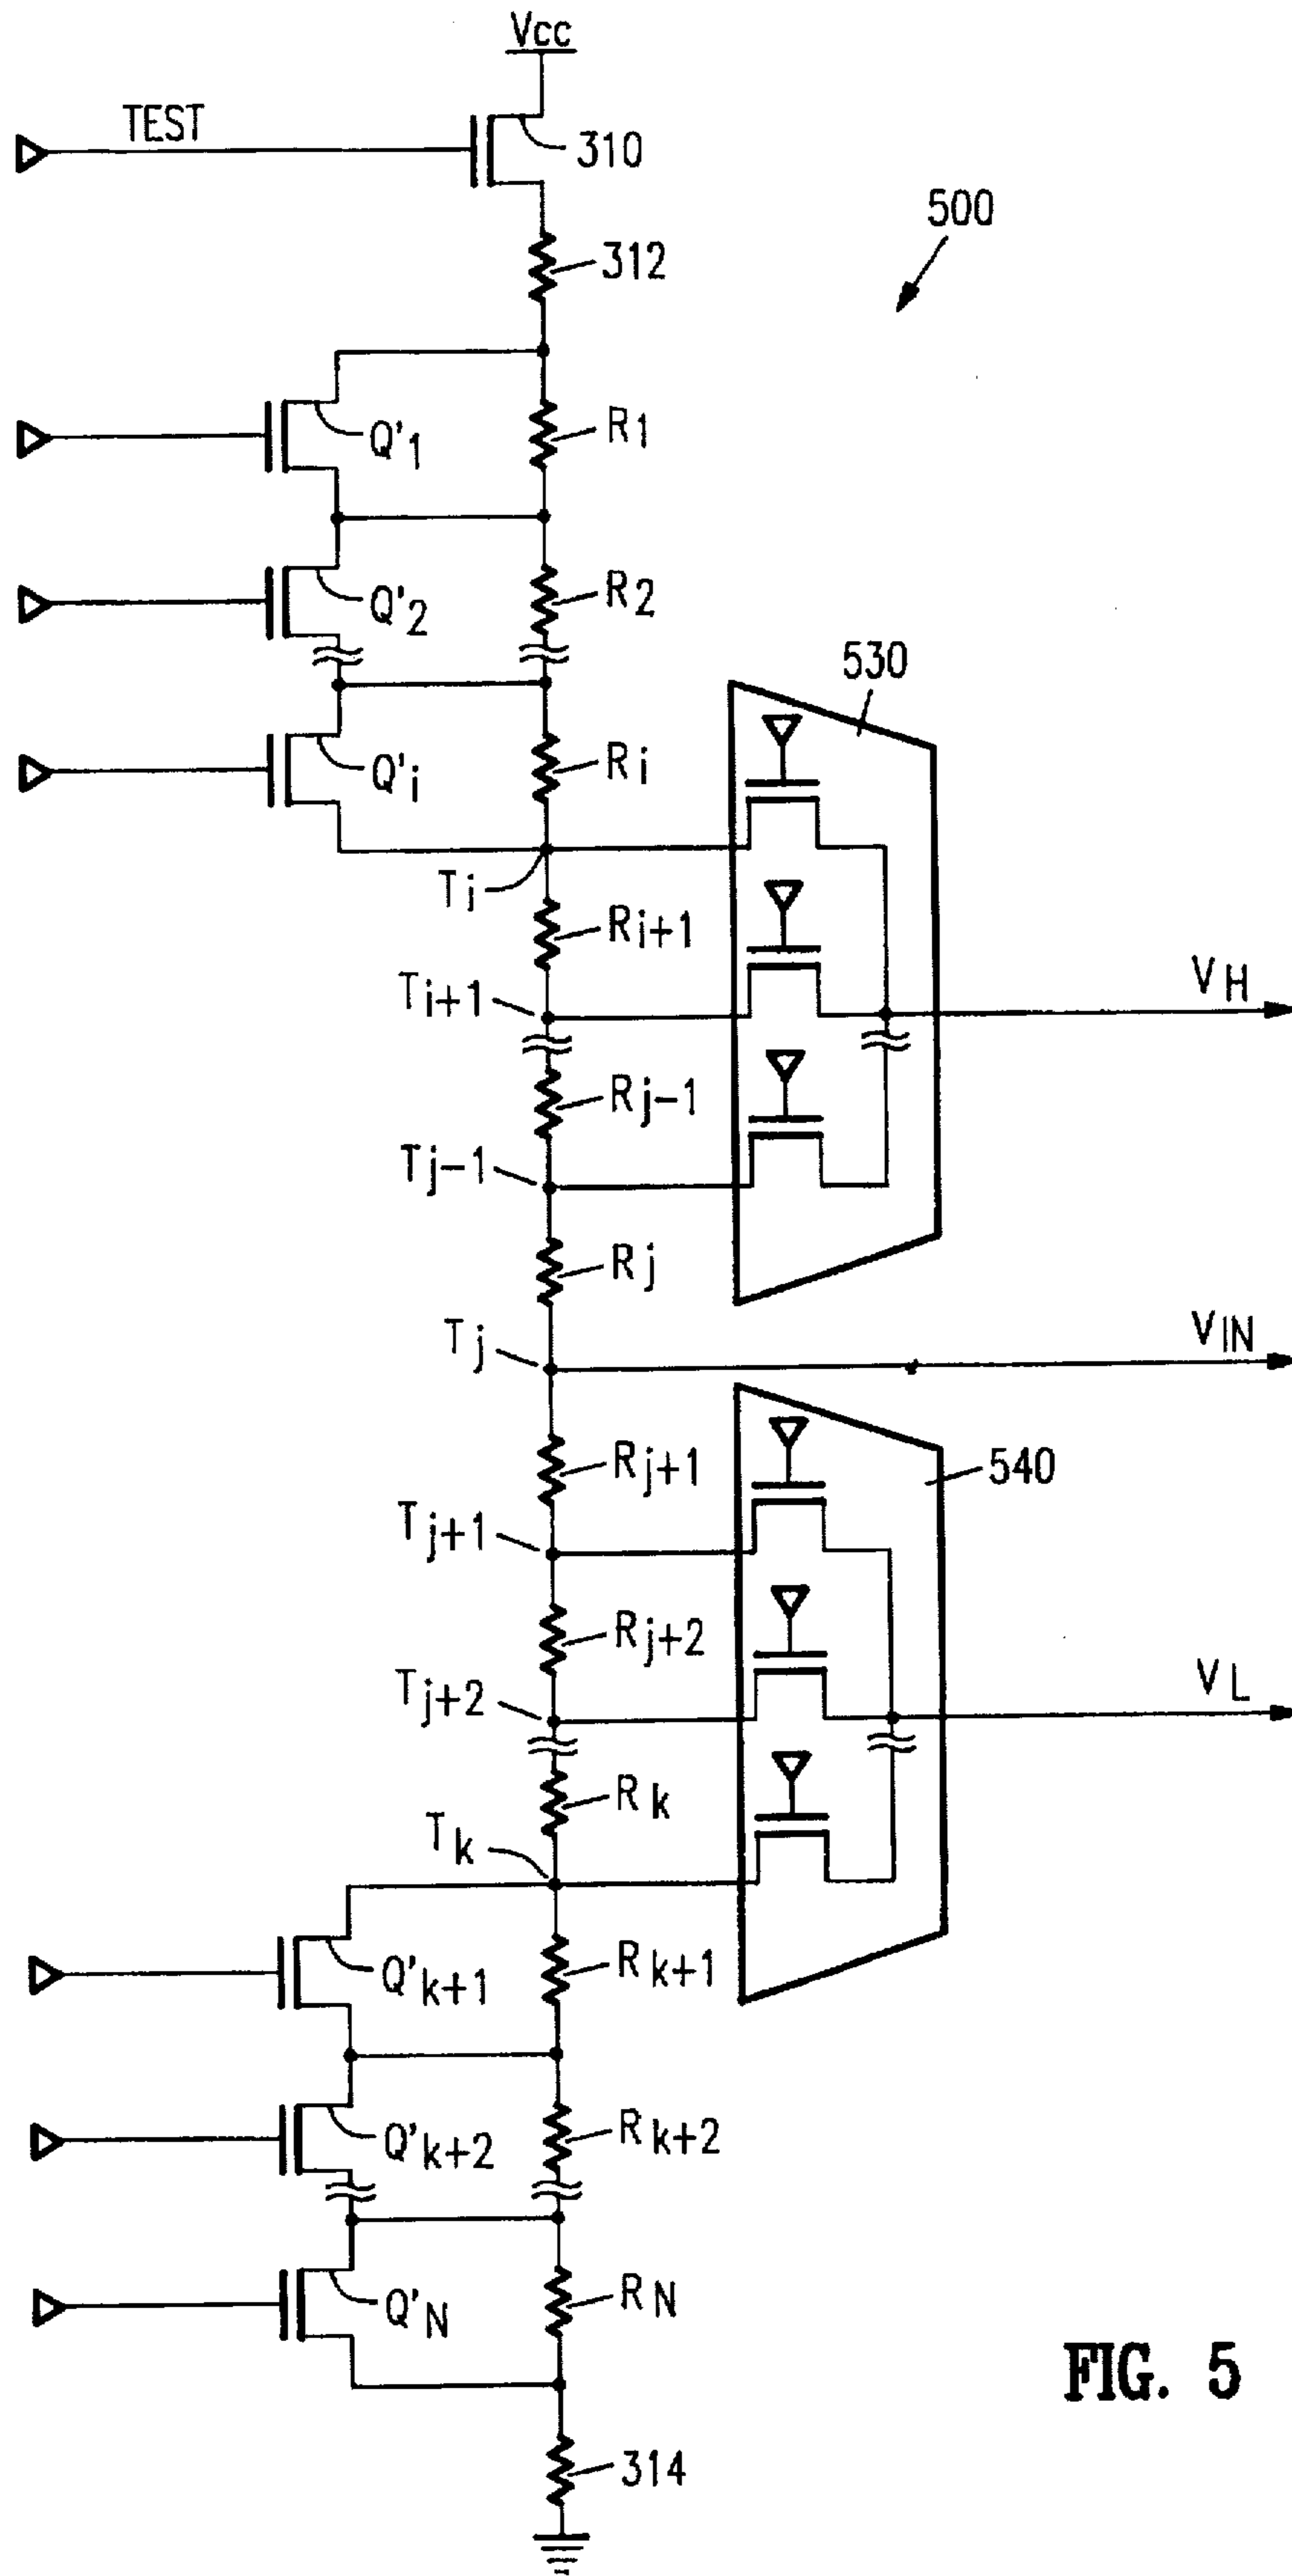 Vcc
TEST
310
500
312
Q'1
R1
Q'2
R2
530
Q'i
Ri
Ti
Ri+1
Ti+1
VH
Rj-1
Tj-1
Rj
Tj
VIN
Rj+1
540
Tj+1
Rj+2
Tj+2
VL
Rk
Tk
Q'k+1
Rk+1
Q'k+2
Rk+2
Q'N
RN
FIG. 5
314